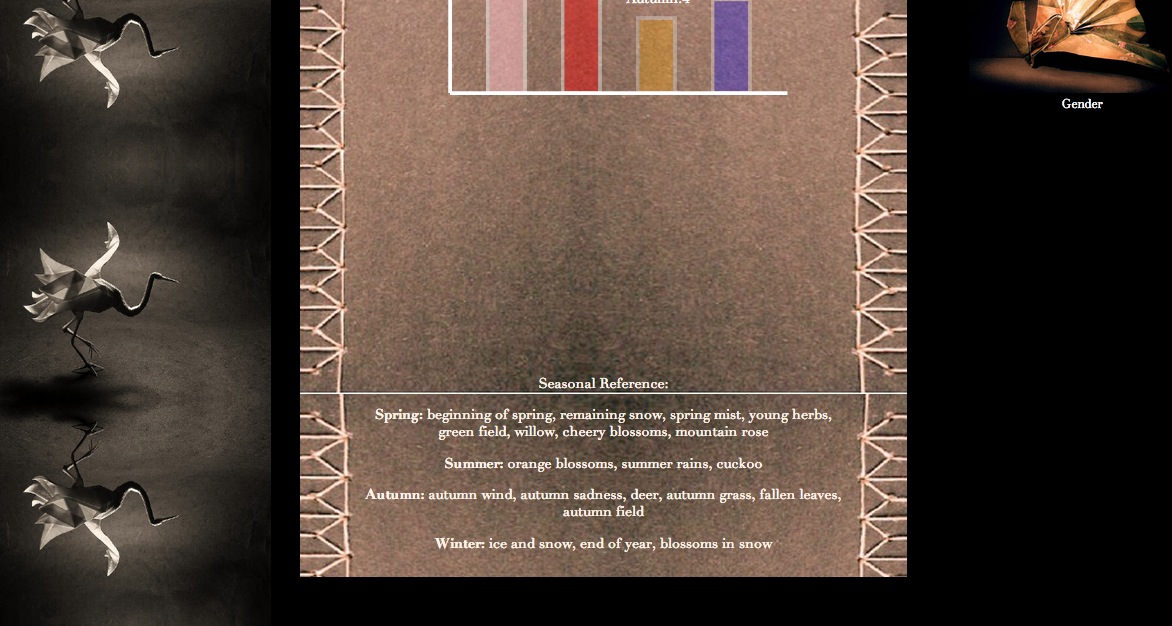 Autumn:4
Gender
Seasonal Reference:
Spring: beginning of spring, remaining snow, spring mist, young herbs,
green field, willow, cheery blossoms, mountain rose
Summer: orange blossoms, summer rains, cuckoo
Autumn: autumn wind, autumn sadness, deer, autumn grass, fallen leaves,
autumn field
Winter: ice and snow, end of year, blossoms in snow